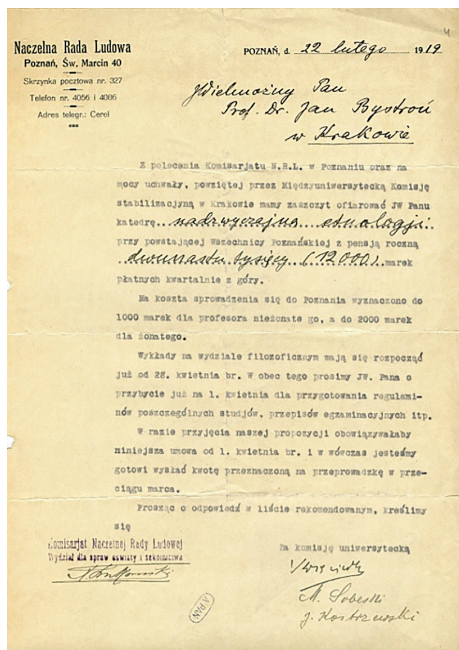 4
Naczelna Rada Ludowa
Poznań, Św. Marcin 40
Skrzynka pocztowa nr. 327
Telefon nr. 4056 i 4086
Adres telegr.: Cerel
POZNAŃ, d. 22 lutego 1919
JWielmożny Pan
Prof. Dr. Jan Bystroń
w Krakowie
Z polecenia Komisarjatu N.R.L. w Poznaniu oraz na
mocy uchwały, powziętej przez Międzyuniwersytecką Komisję
stabilizacyjną w Krakowie mamy zaszczyt ofiarować JW Panu
katedrę...nadzwyczajną etnologji
przy powstającej Wszechnicy Poznańskiej z pensją roczną
dwunastu tysięcy (12000) marek
płatnych kwartalnie z góry.
Na koszta sprowadzenia się do Poznania wyznaczono do
1000 marek dla profesora nieżonate go, a do 2000 marek
dla żonatego.
Wykłady na wydziale filozoficznym mają się rozpocząć
już od 28. kwietnia br. W obec tego prosimy JW. Pana o
przybycie już na 1. kwietnia dla przygotowania regulami-
nów poszczególnych studjów, przepisów egzaminacyjnych itp.
W razie przyjęcia naszej propozycji obowiązywałaby
niniejsza umowa od 1. kwietnia br. i w wówczas jesteśmy
gotowi wysłać kwotę przeznaczoną na przeprowadzkę w prze-
ciągu marca.
Prosząc o odpowiedź w liście rekomendowanym, kreślimy
się
Komisarjat Naczelnej Rady Ludowej
Wydział dla spraw oświaty i szkolnictwa
Za komisję uniwersytecką
M. Sobeski
J. Kostrzewski
A PAN